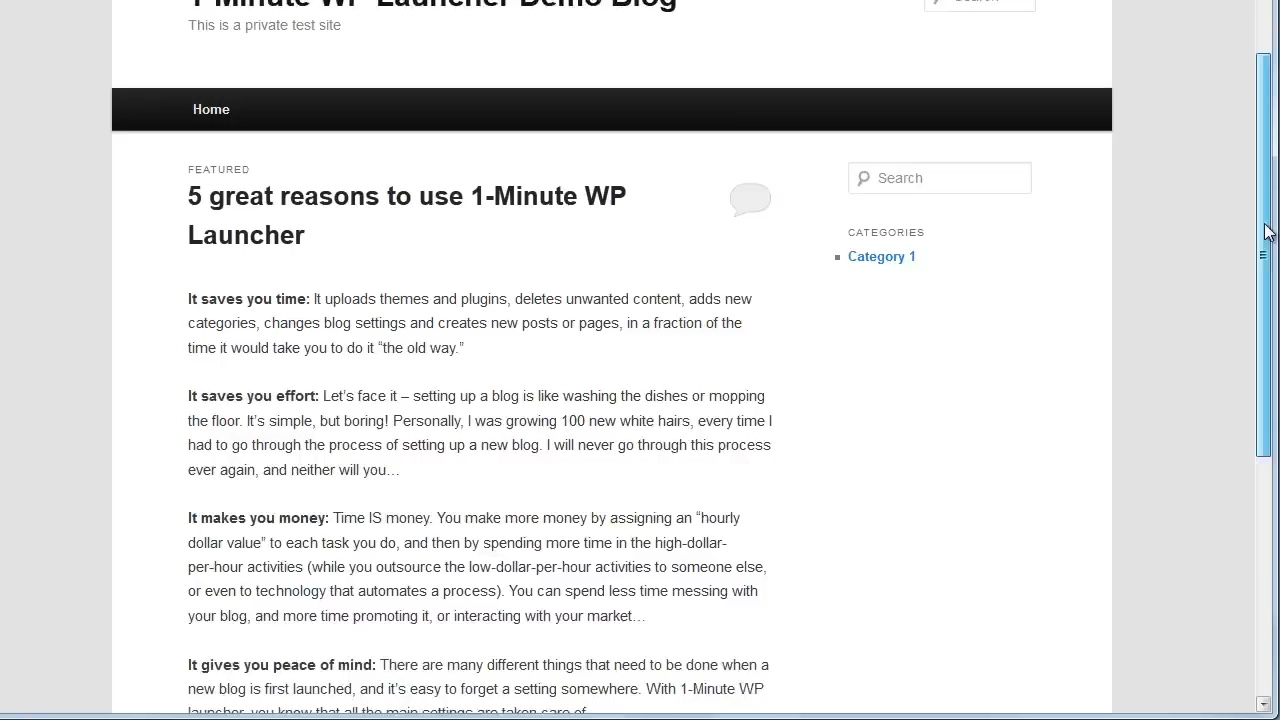 1-Minute WP Launcher Demo Blog
Search
This is a private test site
Home
FEATURED
5 great reasons to use 1-Minute WP
Launcher
Search
CATEGORIES
Category 1
It saves you time: It uploads themes and plugins, deletes unwanted content, adds new
categories, changes blog settings and creates new posts or pages, in a fraction of the
time it would take you to do it “the old way.”
It saves you effort: Let’s face it – setting up a blog is like washing the dishes or mopping
the floor. It’s simple, but boring! Personally, I was growing 100 new white hairs, every time I
had to go through the process of setting up a new blog. I will never go through this process
ever again, and neither will you…
It makes you money: Time IS money. You make more money by assigning an “hourly
dollar value” to each task you do, and then by spending more time in the high-dollar-
per-hour activities (while you outsource the low-dollar-per-hour activities to someone else,
or even to technology that automates a process). You can spend less time messing with
your blog, and more time promoting it, or interacting with your market…
It gives you peace of mind: There are many different things that need to be done when a
new blog is first launched, and it’s easy to forget a setting somewhere. With 1-Minute WP
launcher, you know that all the main settings are taken care of